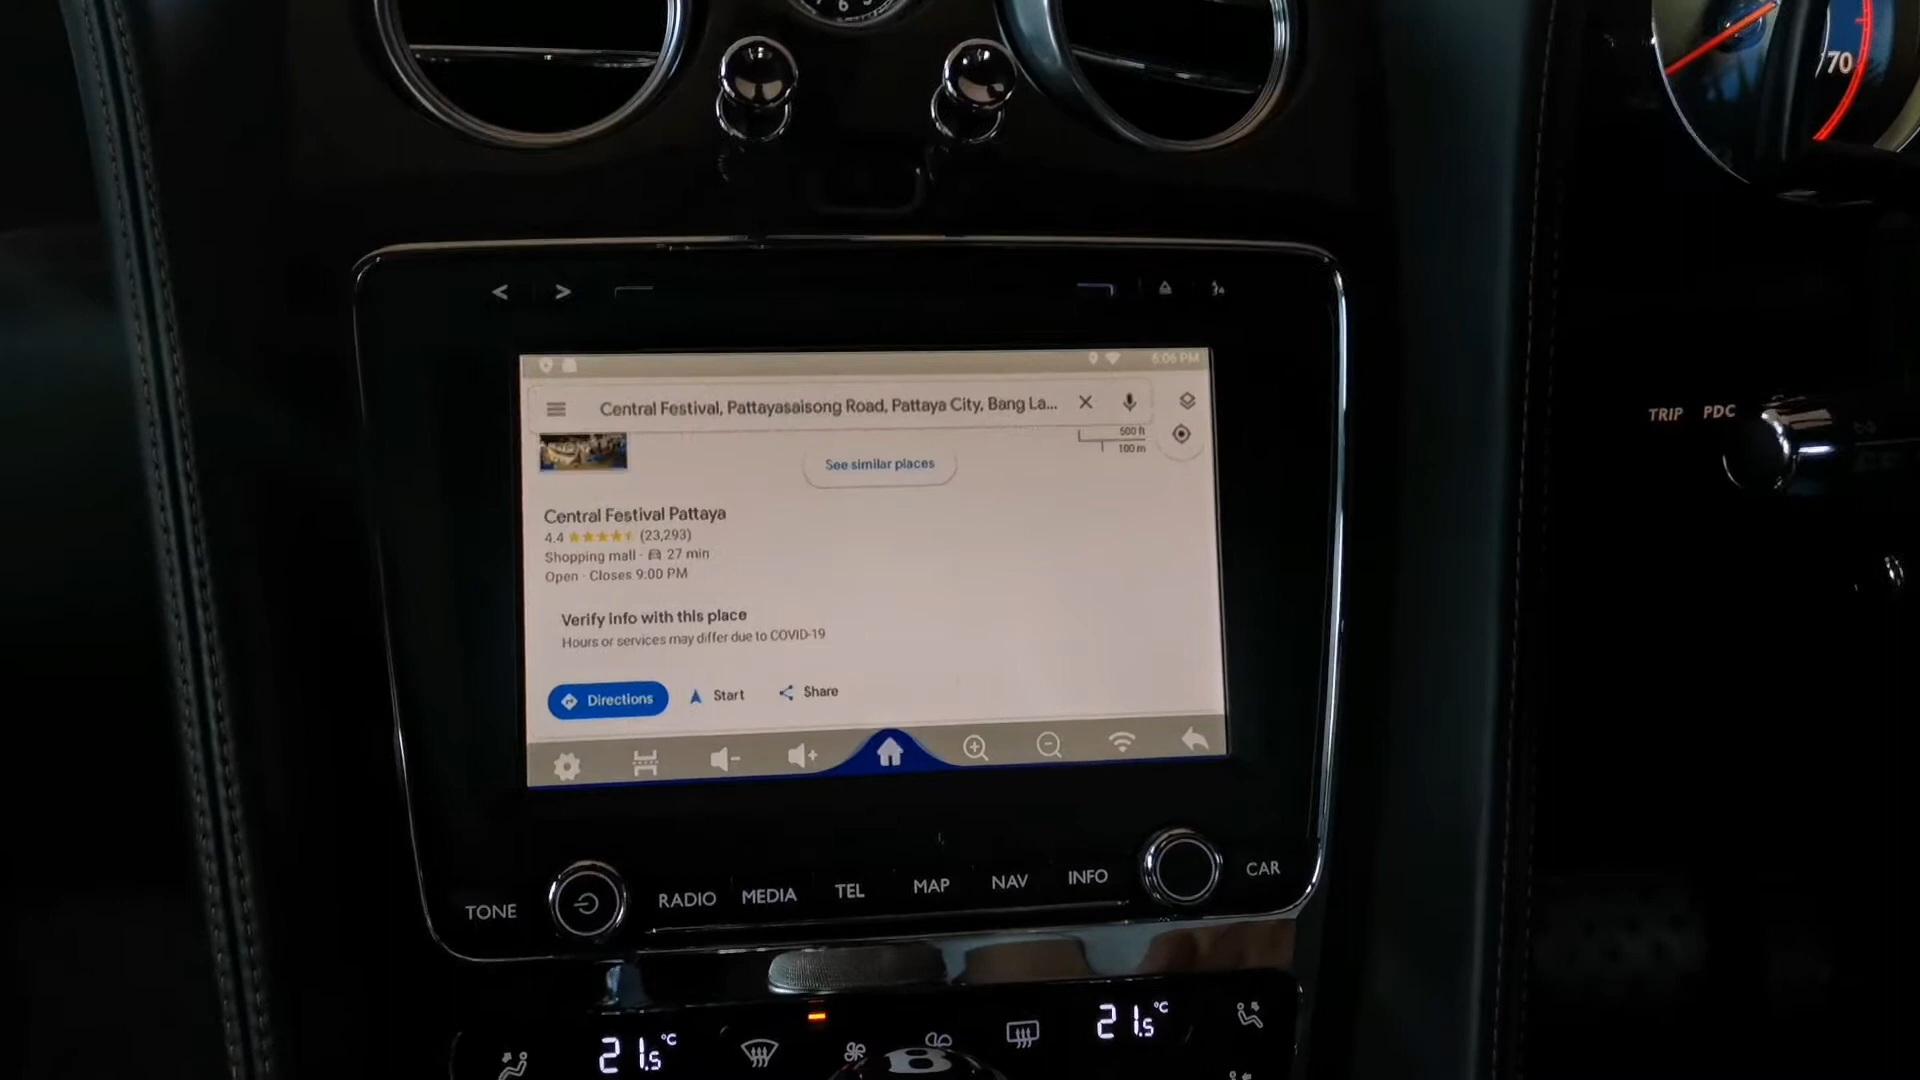 70
6:06 PM
Central Festival, Pattayasaisong Road, Pattaya City, Bang La...
500 ft
100 m
See similar places
Central Festival Pattaya
4.4 (23,293)
Shopping mall · 27 min
Open · Closes 9:00 PM
Verify info with this place
Hours or services may differ due to COVID-19
Directions
Start
Share
TRIP PDC
TONE
RADIO
MEDIA
TEL
MAP
NAV
INFO
CAR
21.5 °C
21.5 °C
B